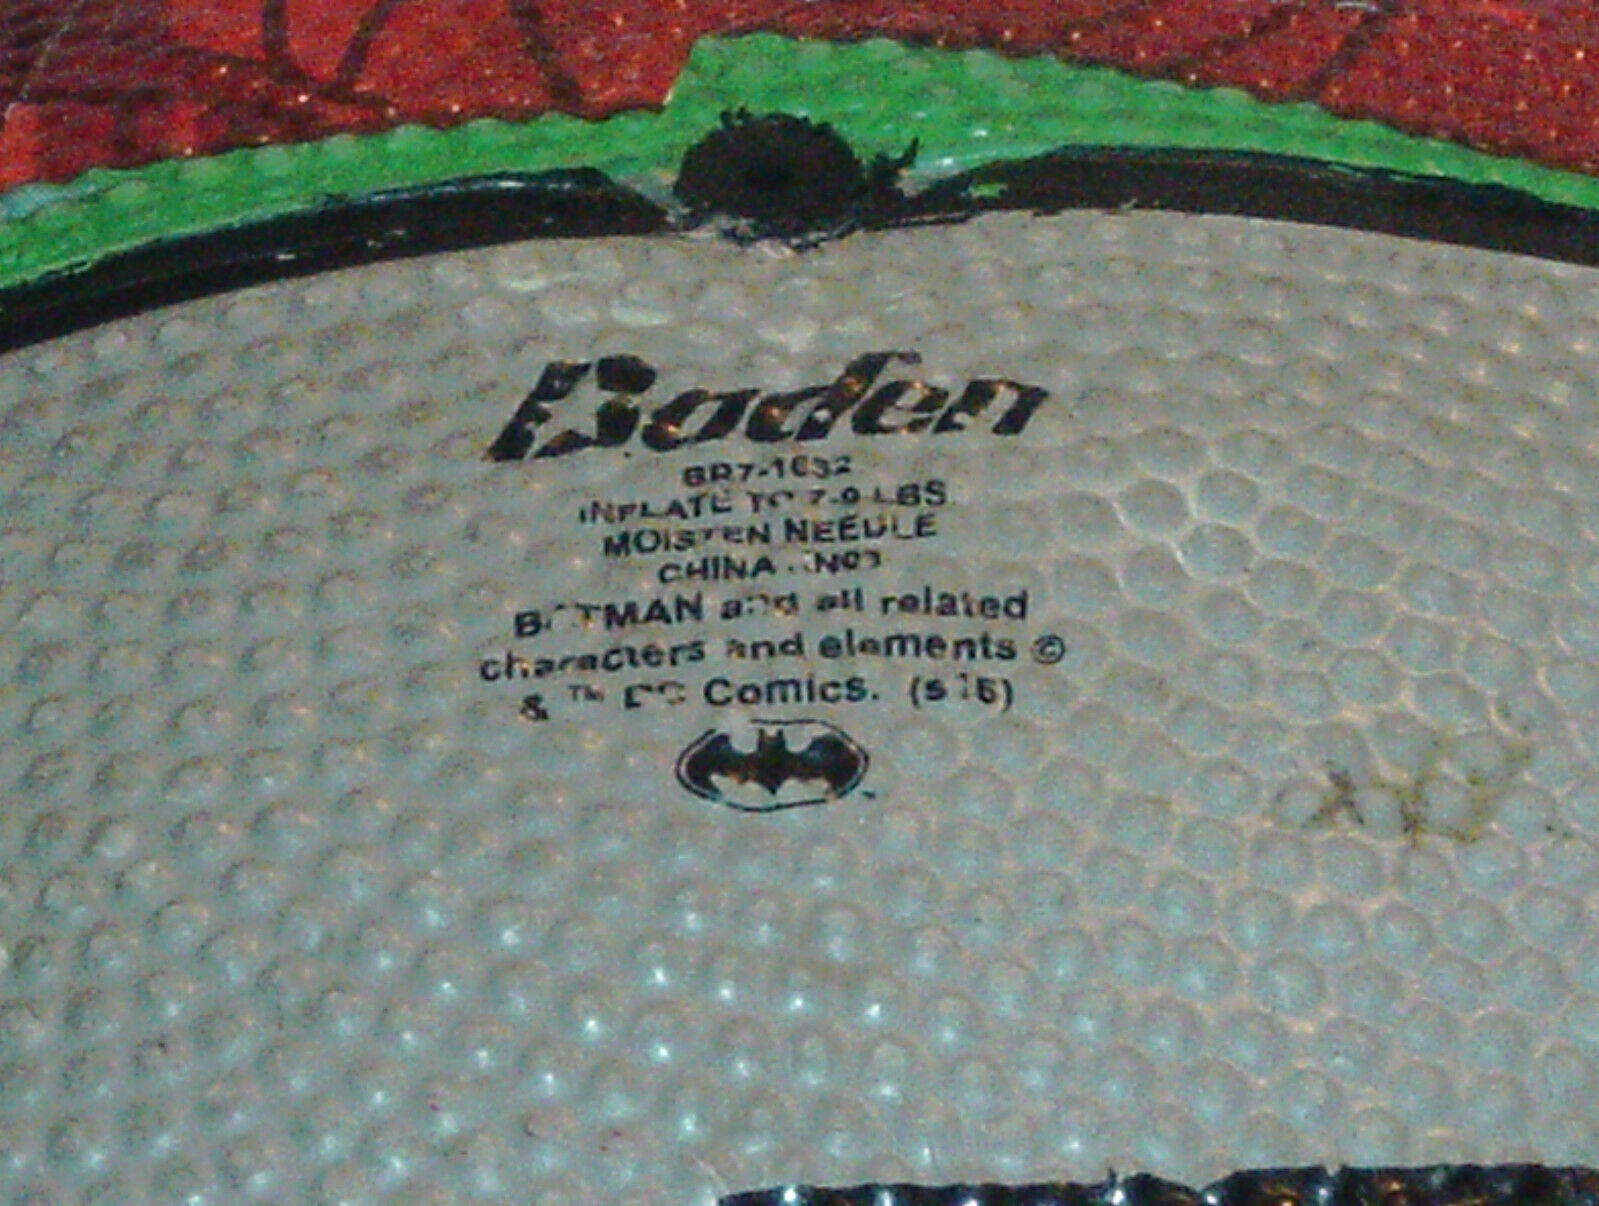 Baden
INFLATE TO 7-9 LBS
MOISTEN NEEDLE
CHINA
BATMAN and all related
characters and elements ©
& ™ DC Comics. (s16)